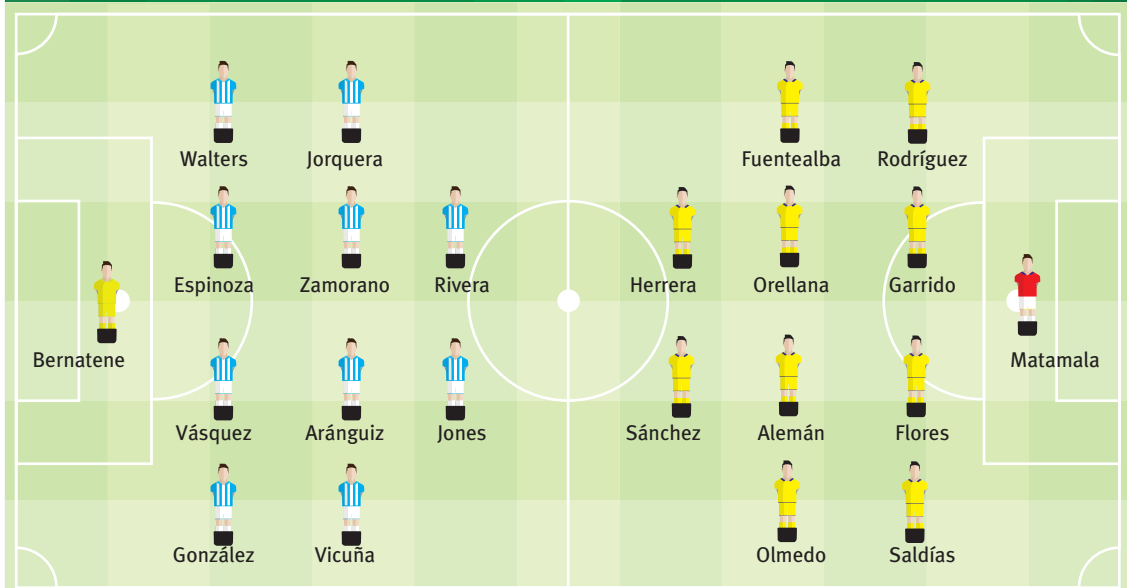 Walters Jorquera Fuentealba Rodríguez
Espinoza Zamorano Rivera Herrera Orellana Garrido
Bernatene Matamala
Vásquez Aránguiz Jones Sánchez Alemán Flores
González Vicuña Olmedo Saldías